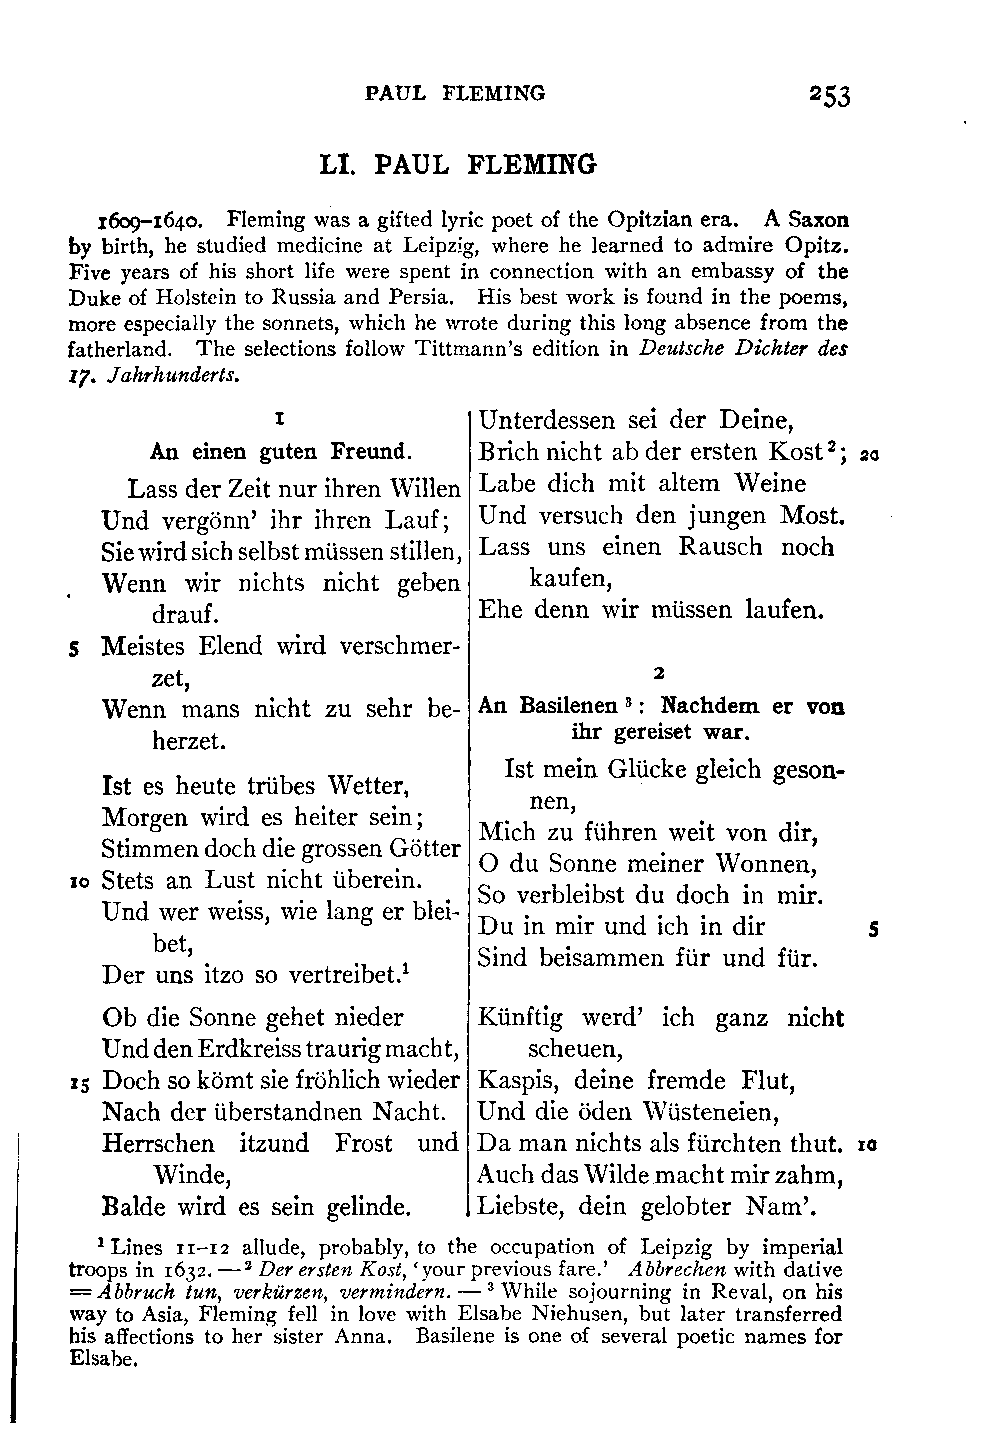 PAUL FLEMING 253
LI. PAUL FLEMING
1609–1640. Fleming was a gifted lyric poet of the Opitzian era. A Saxon
by birth, he studied medicine at Leipzig, where he learned to admire Opitz.
Five years of his short life were spent in connection with an embassy of the
Duke of Holstein to Russia and Persia. His best work is found in the poems,
more especially the sonnets, which he wrote during this long absence from the
fatherland. The selections follow Tittmann's edition in Deutsche Dichter des
17. Jahrhunderts.
1
An einen guten Freund.
Lass der Zeit nur ihren Willen
Und vergönn' ihr ihren Lauf;
Sie wird sich selbst müssen stillen,
Wenn wir nichts nicht geben
drauf.
5 Meistes Elend wird verschmer-
zet,
Wenn mans nicht zu sehr be-
herzet.
Ist es heute trübes Wetter,
Morgen wird es heiter sein;
Stimmen doch die grossen Götter
10 Stets an Lust nicht überein.
Und wer weiss, wie lang er blei-
bet,
Der uns itzo so vertreibet.¹
Ob die Sonne gehet nieder
Und den Erdkreiss traurig macht,
15 Doch so kömt sie fröhlich wieder
Nach der überstandnen Nacht.
Herrschen itzund Frost und
Winde,
Balde wird es sein gelinde.
Unterdessen sei der Deine,
Brich nicht ab der ersten Kost²; 20
Labe dich mit altem Weine
Und versuch den jungen Most.
Lass uns einen Rausch noch
kaufen,
Ehe denn wir müssen laufen.
2
An Basilenen³: Nachdem er von
ihr gereiset war.
Ist mein Glücke gleich geson-
nen,
Mich zu führen weit von dir,
O du Sonne meiner Wonnen,
So verbleibst du doch in mir.
Du in mir und ich in dir 5
Sind beisammen für und für.
Künftig werd' ich ganz nicht
scheuen,
Kaspis, deine fremde Flut,
Und die öden Wüsteneien,
Da man nichts als fürchten thut. 10
Auch das Wilde macht mir zahm,
Liebste, dein gelobter Nam'.
¹ Lines 11–12 allude, probably, to the occupation of Leipzig by imperial
troops in 1632. — ² Der ersten Kost, 'your previous fare.' Abbrechen with dative
= Abbruch tun, verkürzen, vermindern. — ³ While sojourning in Reval, on his
way to Asia, Fleming fell in love with Elsabe Niehusen, but later transferred
his affections to her sister Anna. Basilene is one of several poetic names for
Elsabe.